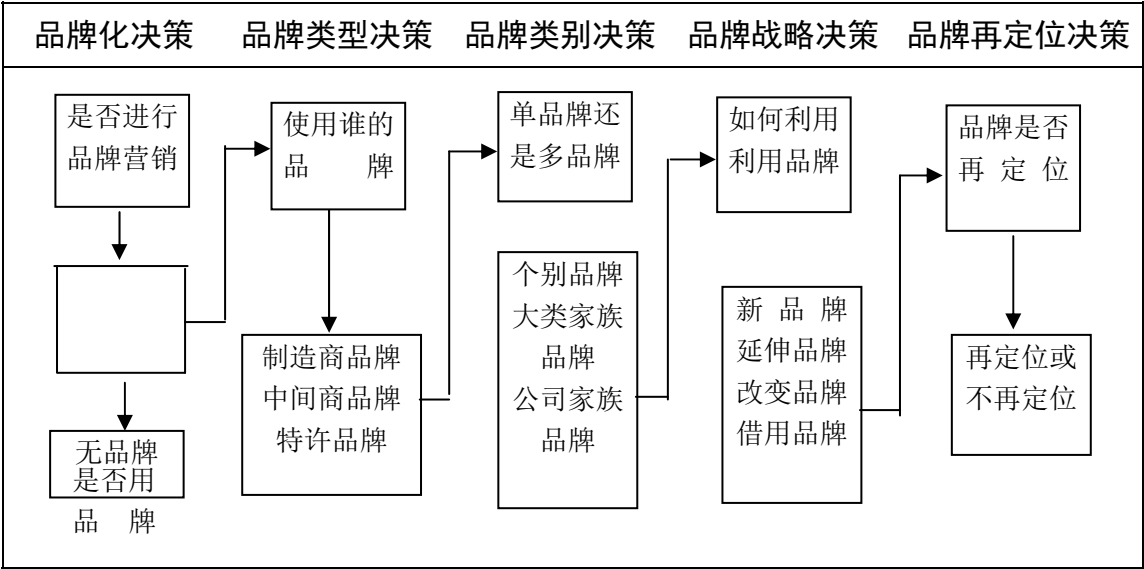 品牌化决策 品牌类型决策 品牌类别决策 品牌战略决策 品牌再定位决策
是否进行
品牌营销
无品牌
是否用
品 牌
使用谁的
品 牌
制造商品牌
中间商品牌
特许品牌
单品牌还
是多品牌
个别品牌
大类家族
品牌
公司家族
品牌
如何利用
利用品牌
新 品 牌
延伸品牌
改变品牌
借用品牌
品牌是否
再 定 位
再定位或
不再定位